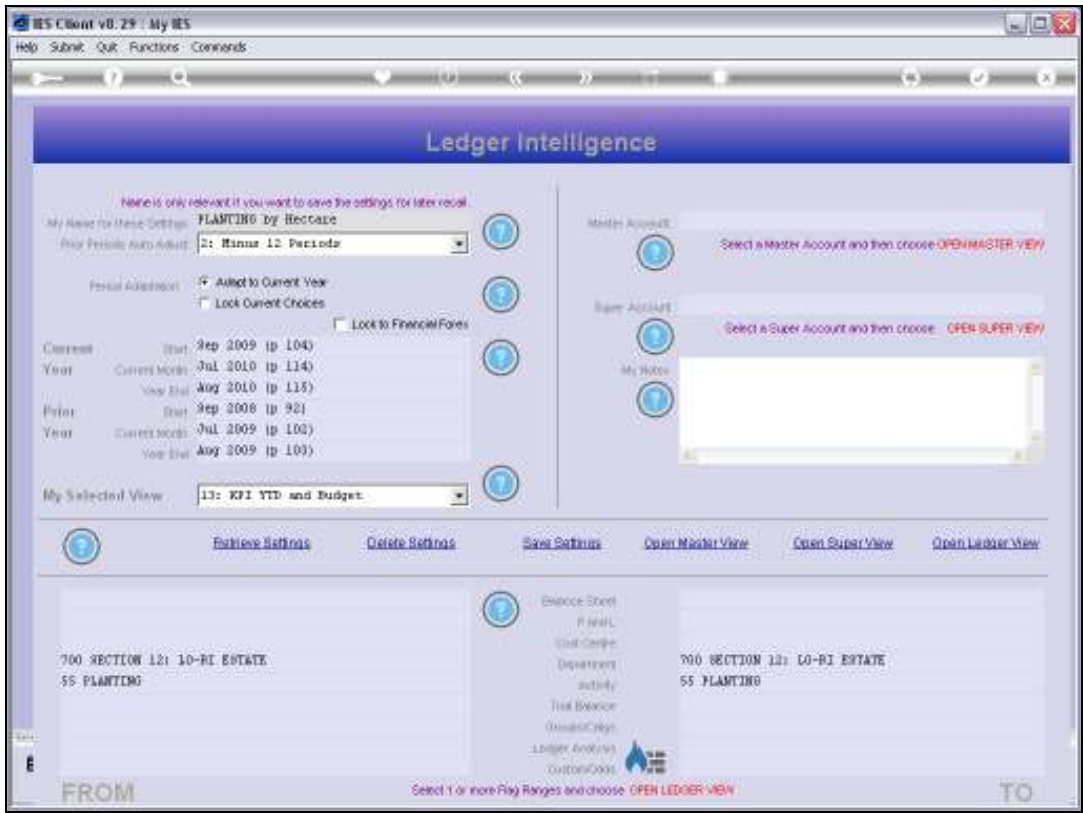 IES Client v0.29 : My IES
Help Submit Quit Functions Commands
Ledger Intelligence
Name is only relevant if you want to save the settings for later recall.
My Name for these Settings PLANTING by Hectare
Prior Periods Auto Adjust 2: Minus 12 Periods
Period Adaptation Adapt to Current Year
Lock Current Choices
Lock to Financial Forex
Current Start Sep 2009 (p 104)
Year Current Month Jul 2010 (p 114)
Year End Aug 2010 (p 115)
Prior Start Sep 2008 (p 92)
Year Current Month Jul 2009 (p 102)
Year End Aug 2009 (p 103)
My Selected View 13: KPI YTD and Budget
Master Account
Select a Master Account and then choose OPEN MASTER VIEW
Super Account
Select a Super Account and then choose OPEN SUPER VIEW
My Notes
Retrieve Settings Delete Settings Save Settings Open Master View Open Super View Open Ledger View
Balance Sheet
P and L
Cost Centre
700 SECTION 12: LO-RI ESTATE Department 700 SECTION 12: LO-RI ESTATE
55 PLANTING Activity 55 PLANTING
Trial Balance
Ledger Analysis
FROM Select 1 or more Flag Ranges and choose OPEN LEDGER VIEW TO